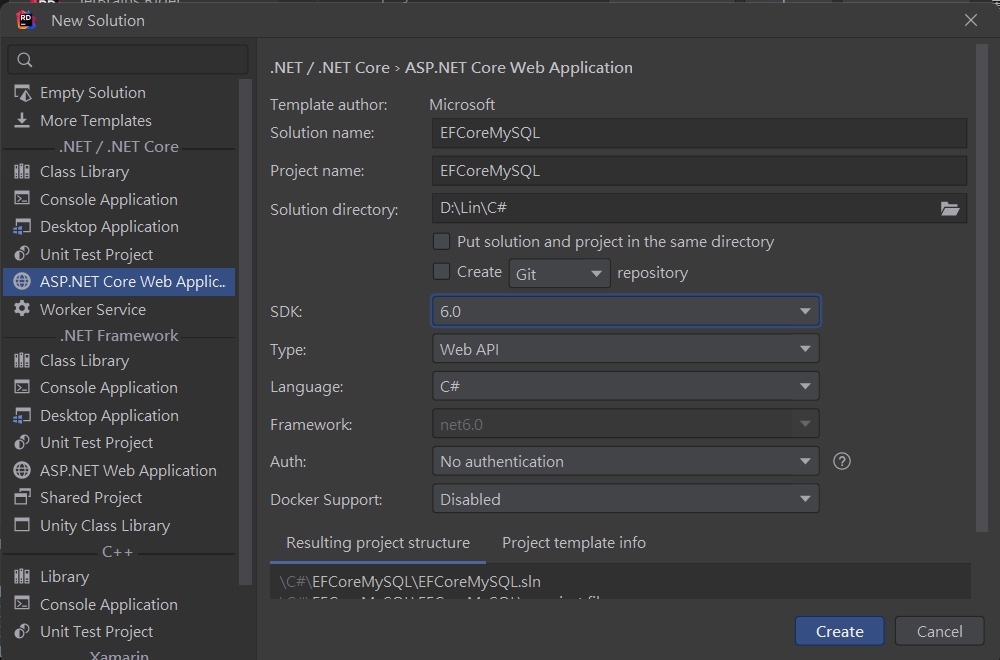 New Solution
Empty Solution
More Templates
.NET / .NET Core
Class Library
Console Application
Desktop Application
Unit Test Project
ASP.NET Core Web Applic..
Worker Service
.NET Framework
Class Library
Console Application
Desktop Application
Unit Test Project
ASP.NET Web Application
Shared Project
Unity Class Library
C++
Library
Console Application
Unit Test Project
Xamarin
.NET / .NET Core › ASP.NET Core Web Application
Template author: Microsoft
Solution name: EFCoreMySQL
Project name: EFCoreMySQL
Solution directory: D:\Lin\C#
Put solution and project in the same directory
Create Git repository
SDK: 6.0
Type: Web API
Language: C#
Framework: net6.0
Auth: No authentication ?
Docker Support: Disabled
Resulting project structure Project template info
\C#\EFCoreMySQL\EFCoreMySQL.sln
Create Cancel